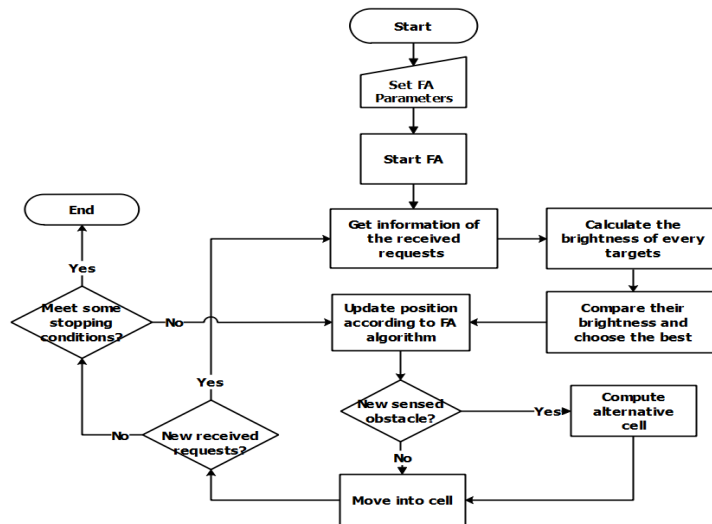 Start
Set FA
Parameters
Start FA
End
Get information of
the received
requests
Calculate the
brightness of every
targets
Yes
Meet some
stopping
conditions?
No
Update position
according to FA
algorithm
Compare their
brightness and
choose the best
Yes
New sensed
obstacle?
Yes
Compute
alternative
cell
No
New received
requests?
No
Move into cell